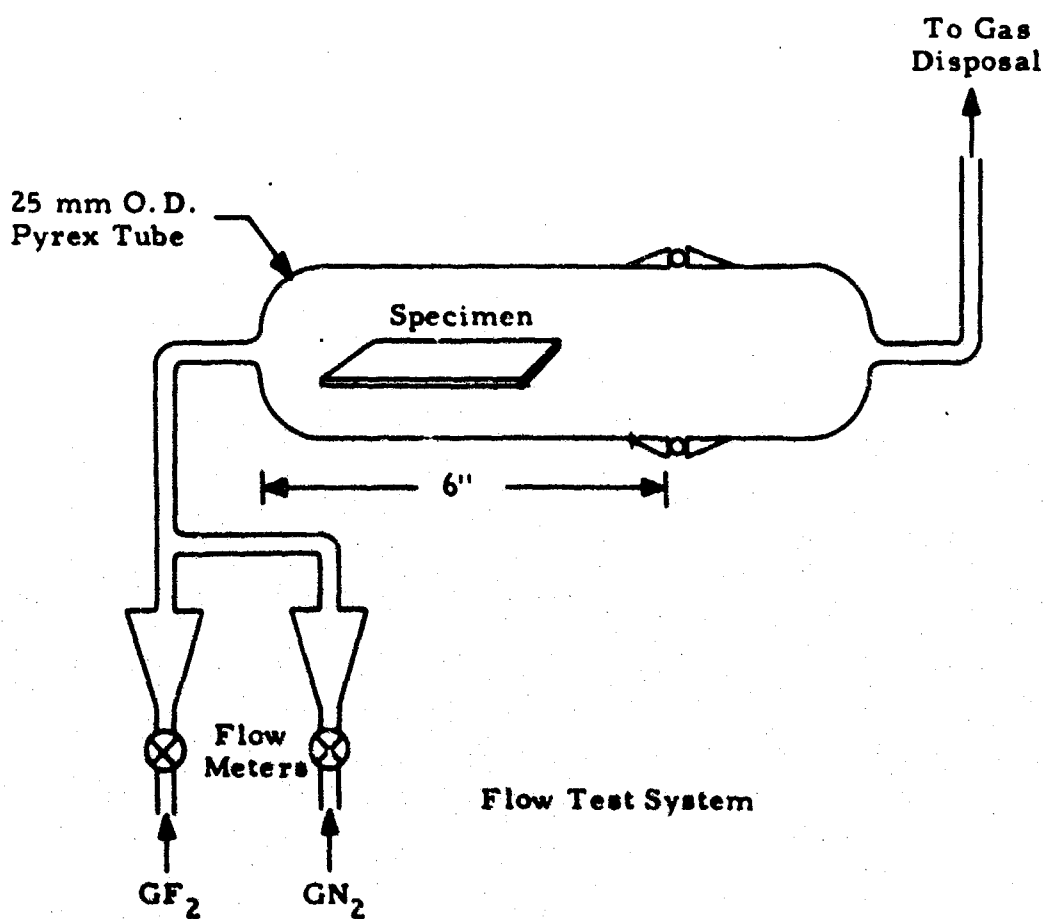 To Gas
Disposal
25 mm O. D.
Pyrex Tube
Specimen
6"
Flow
Meters
Flow Test System
GF₂
GN₂